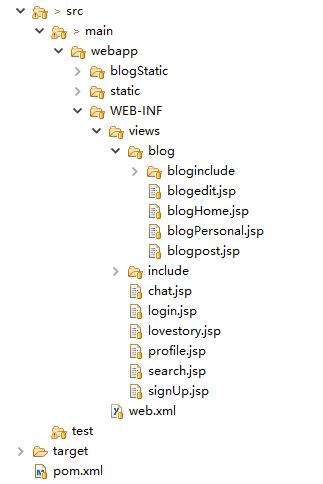 > src
> main
webapp
blogStatic
static
WEB-INF
views
blog
bloginclude
blogedit.jsp
blogHome.jsp
blogPersonal.jsp
blogpost.jsp
include
chat.jsp
login.jsp
lovestory.jsp
profile.jsp
search.jsp
signUp.jsp
web.xml
test
target
pom.xml